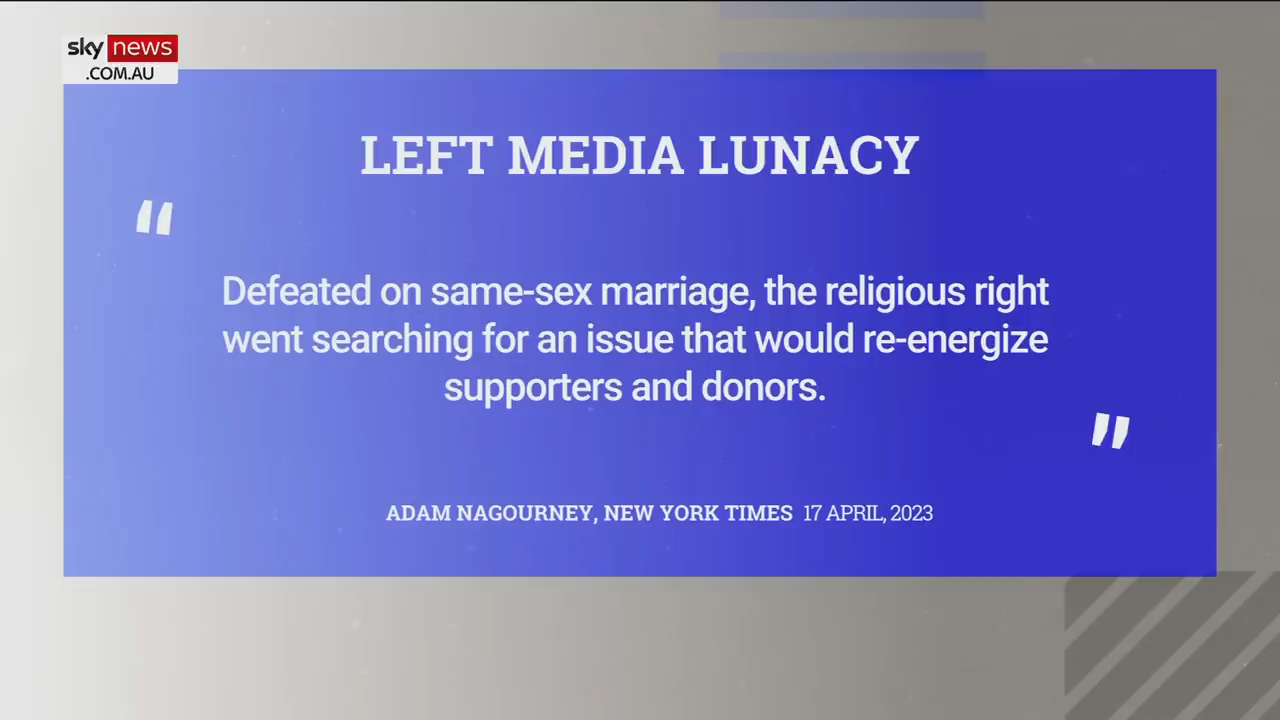 sky news
.COM.AU
LEFT MEDIA LUNACY
“
Defeated on same-sex marriage, the religious right
went searching for an issue that would re-energize
supporters and donors.
”
ADAM NAGOURNEY, NEW YORK TIMES 17 APRIL, 2023